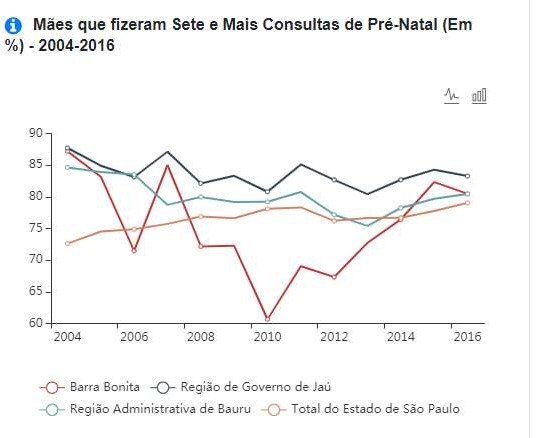 Mães que fizeram Sete e Mais Consultas de Pré-Natal (Em
%) - 2004-2016
90
85
80
75
70
65
60
2004 2006 2008 2010 2012 2014 2016
Barra Bonita Região de Governo de Jaú
Região Administrativa de Bauru Total do Estado de São Paulo